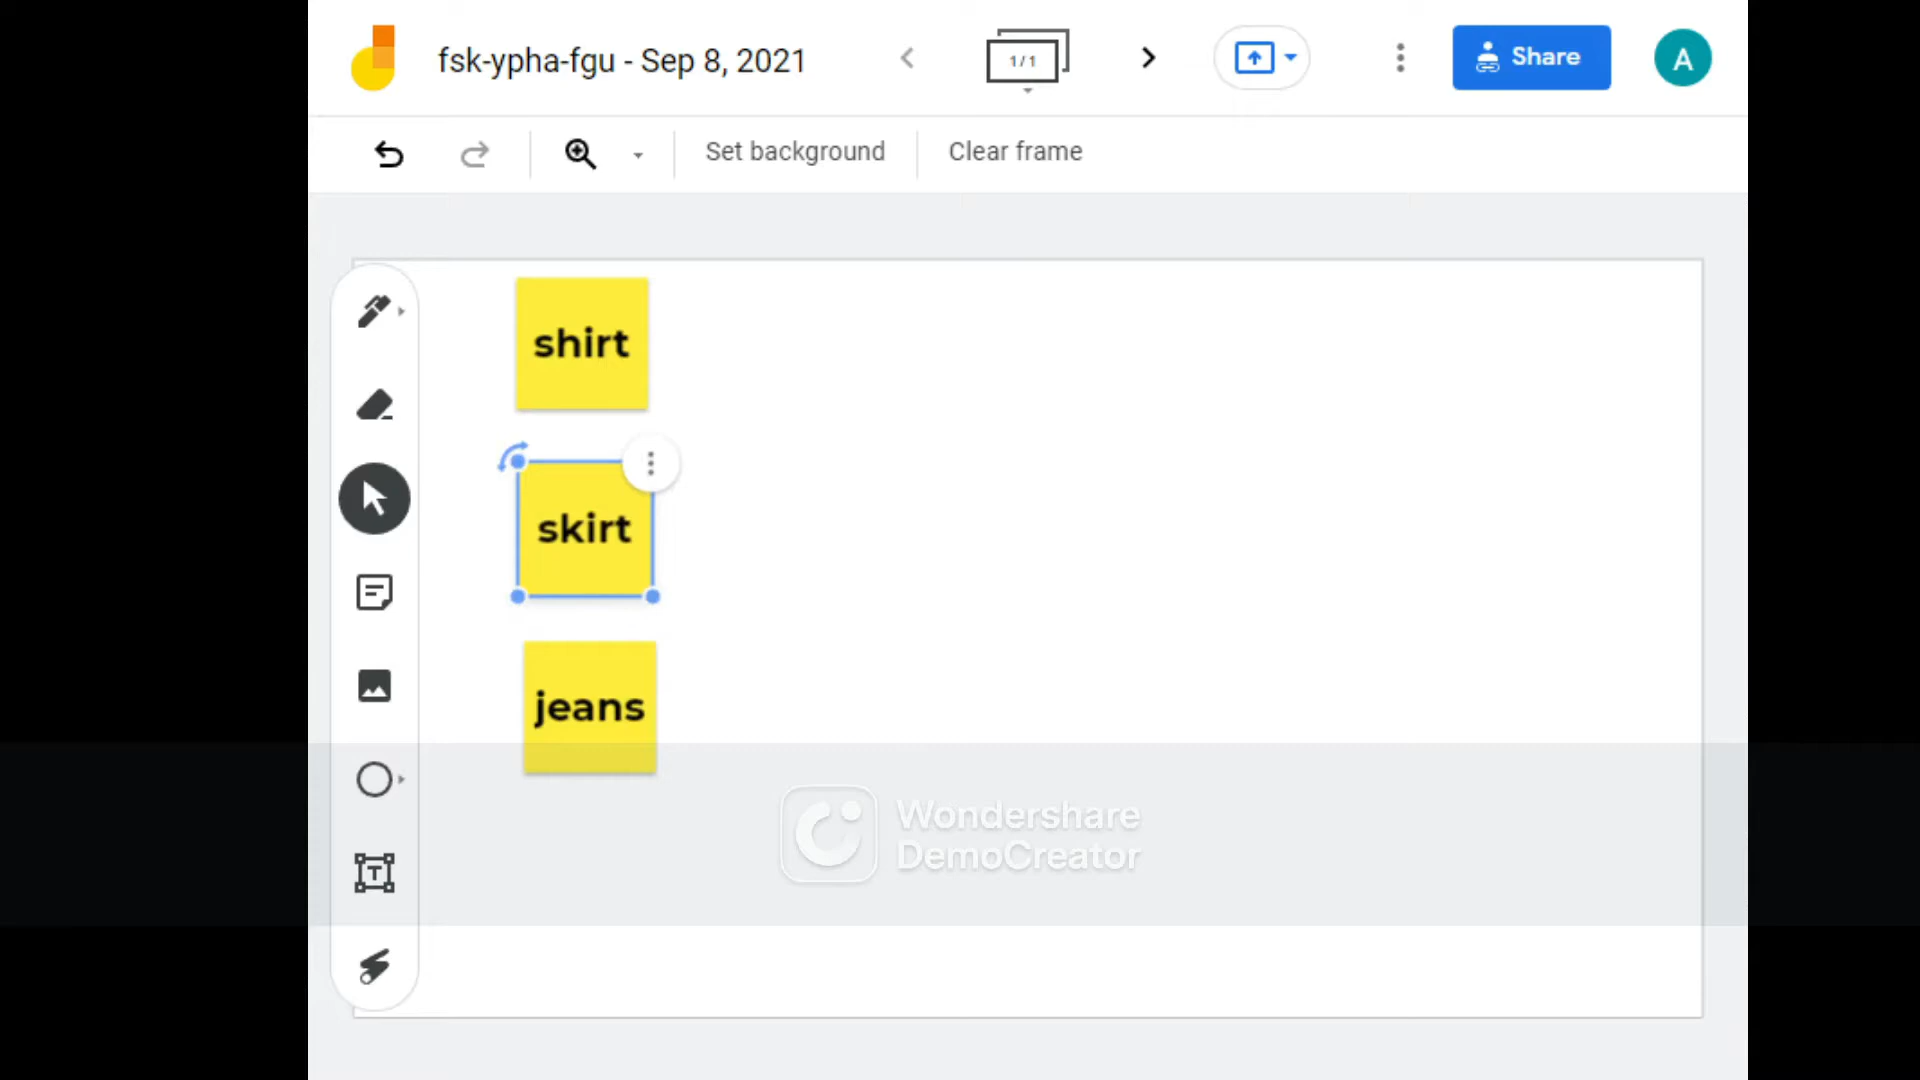 fsk-ypha-fgu - Sep 8, 2021
1/1
Share
A
Set background
Clear frame
shirt
skirt
jeans
T
Wondershare
DemoCreator